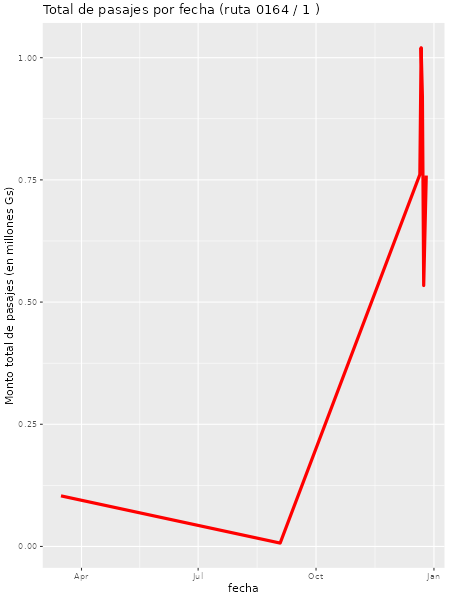 Total de pasajes por fecha (ruta 0164 / 1 )
Monto total de pasajes (en millones Gs)
1.00
0.75
0.50
0.25
0.00
Apr Jul Oct Jan
fecha